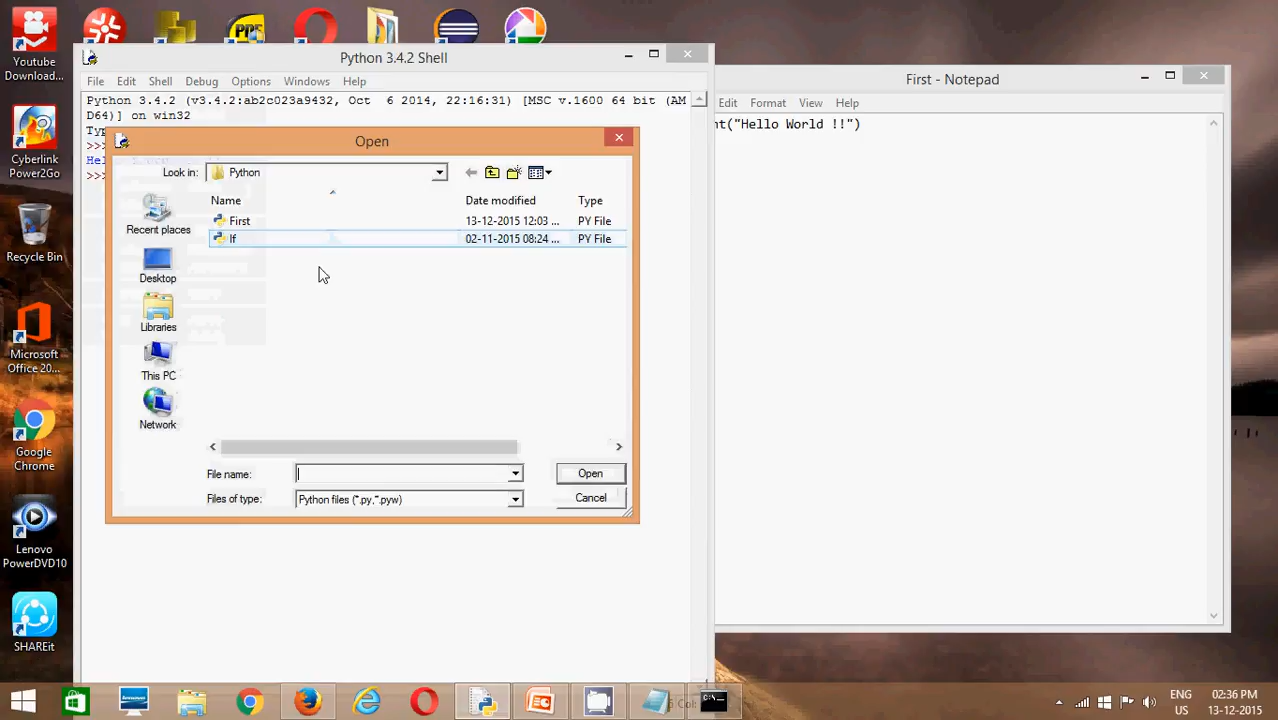 Youtube
Download...
Cyberlink
Power2Go
Recycle Bin
Microsoft
Office 20...
Google
Chrome
Lenovo
PowerDVD10
SHAREit
PPF
Python 3.4.2 Shell
File Edit Shell Debug Options Windows Help
Python 3.4.2 (v3.4.2:ab2c023a9432, Oct 6 2014, 22:16:31) [MSC v.1600 64 bit (AM
D64)] on win32
Typ
>>>
Hel
>>>
Open
Look in: Python
Name Date modified Type
First 13-12-2015 12:03 ... PY File
If 02-11-2015 08:24 ... PY File
Recent places
Desktop
Libraries
This PC
Network
File name: Open
Files of type: Python files (*.py,*.pyw) Cancel
First - Notepad
Edit Format View Help
nt("Hello World !!")
ENG
US
02:36 PM
13-12-2015